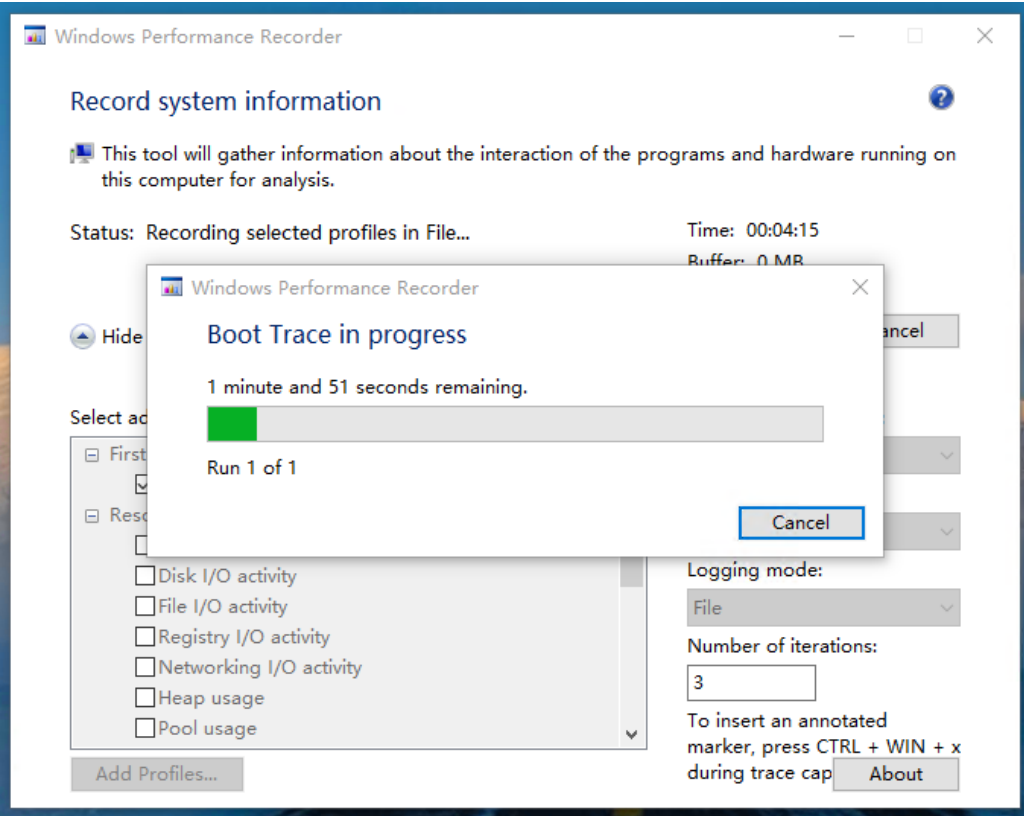 Windows Performance Recorder
Record system information
This tool will gather information about the interaction of the programs and hardware running on
this computer for analysis.
Status: Recording selected profiles in File...
Time: 00:04:15
Buffer: 0 MB
Windows Performance Recorder
Boot Trace in progress
1 minute and 51 seconds remaining.
Run 1 of 1
Cancel
Hide
ancel
Select ad
First
Reso
Disk I/O activity
File I/O activity
Registry I/O activity
Networking I/O activity
Heap usage
Pool usage
Add Profiles...
Logging mode:
File
Number of iterations:
3
To insert an annotated
marker, press CTRL + WIN + x
during trace cap
About